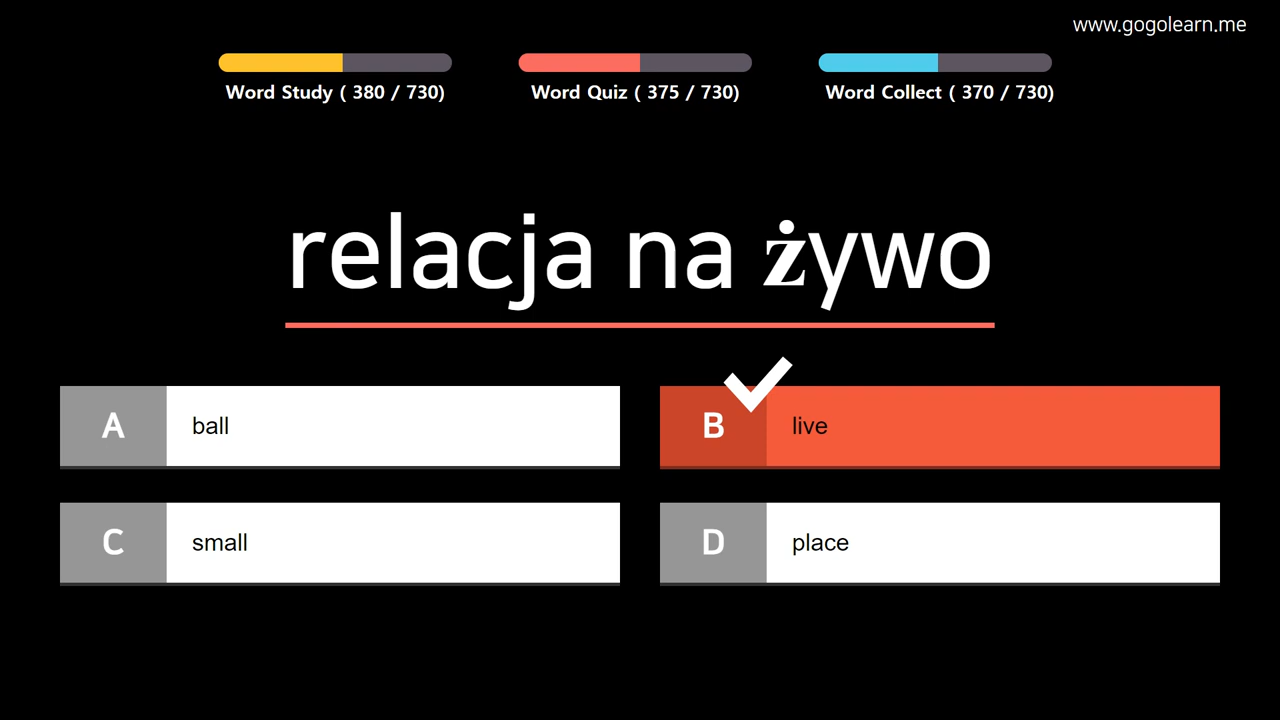 www.gogolearn.me
Word Study ( 380 / 730)
Word Quiz ( 375 / 730)
Word Collect ( 370 / 730)
relacja na żywo
A ball
B live
C small
D place